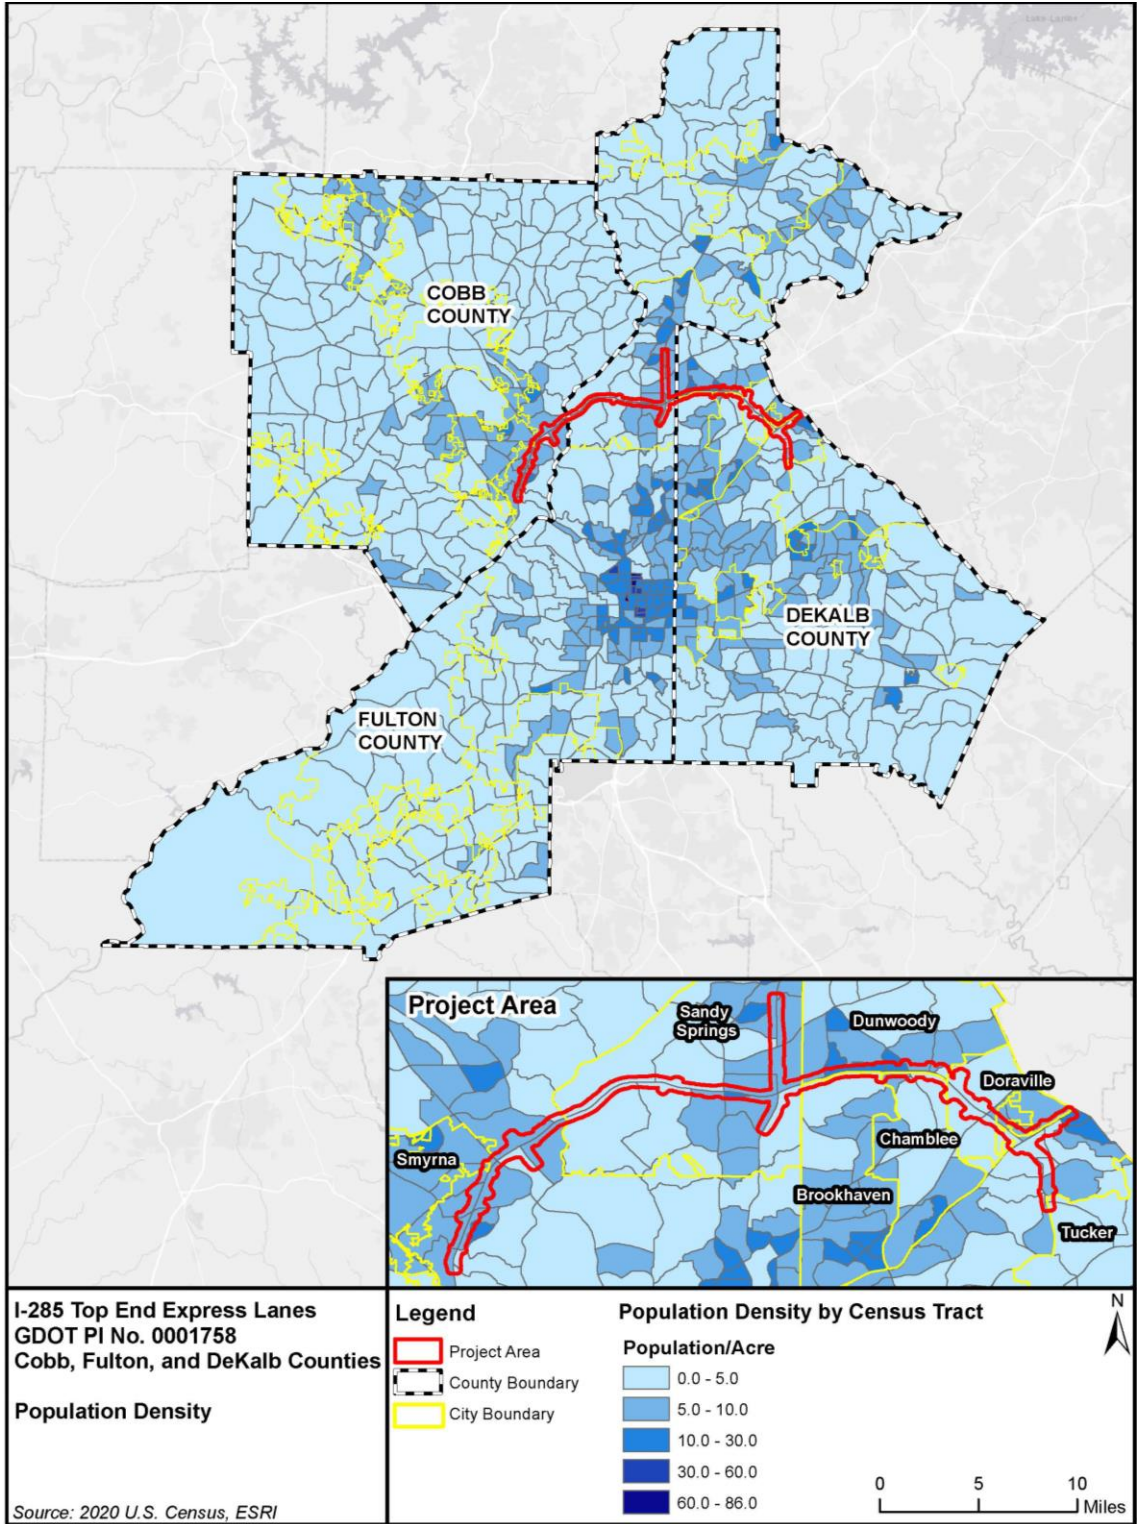 Lake Lanier
COBB
COUNTY
DEKALB
COUNTY
FULTON
COUNTY
Project Area
Sandy
Springs
Dunwoody
Doraville
Chamblee
Smyrna
Brookhaven
Tucker
I-285 Top End Express Lanes
GDOT PI No. 0001758
Cobb, Fulton, and DeKalb Counties
Population Density
Source: 2020 U.S. Census, ESRI
Legend
Project Area
County Boundary
City Boundary
Population Density by Census Tract
Population/Acre
0.0 - 5.0
5.0 - 10.0
10.0 - 30.0
30.0 - 60.0
60.0 - 86.0
N
0 5 10
Miles